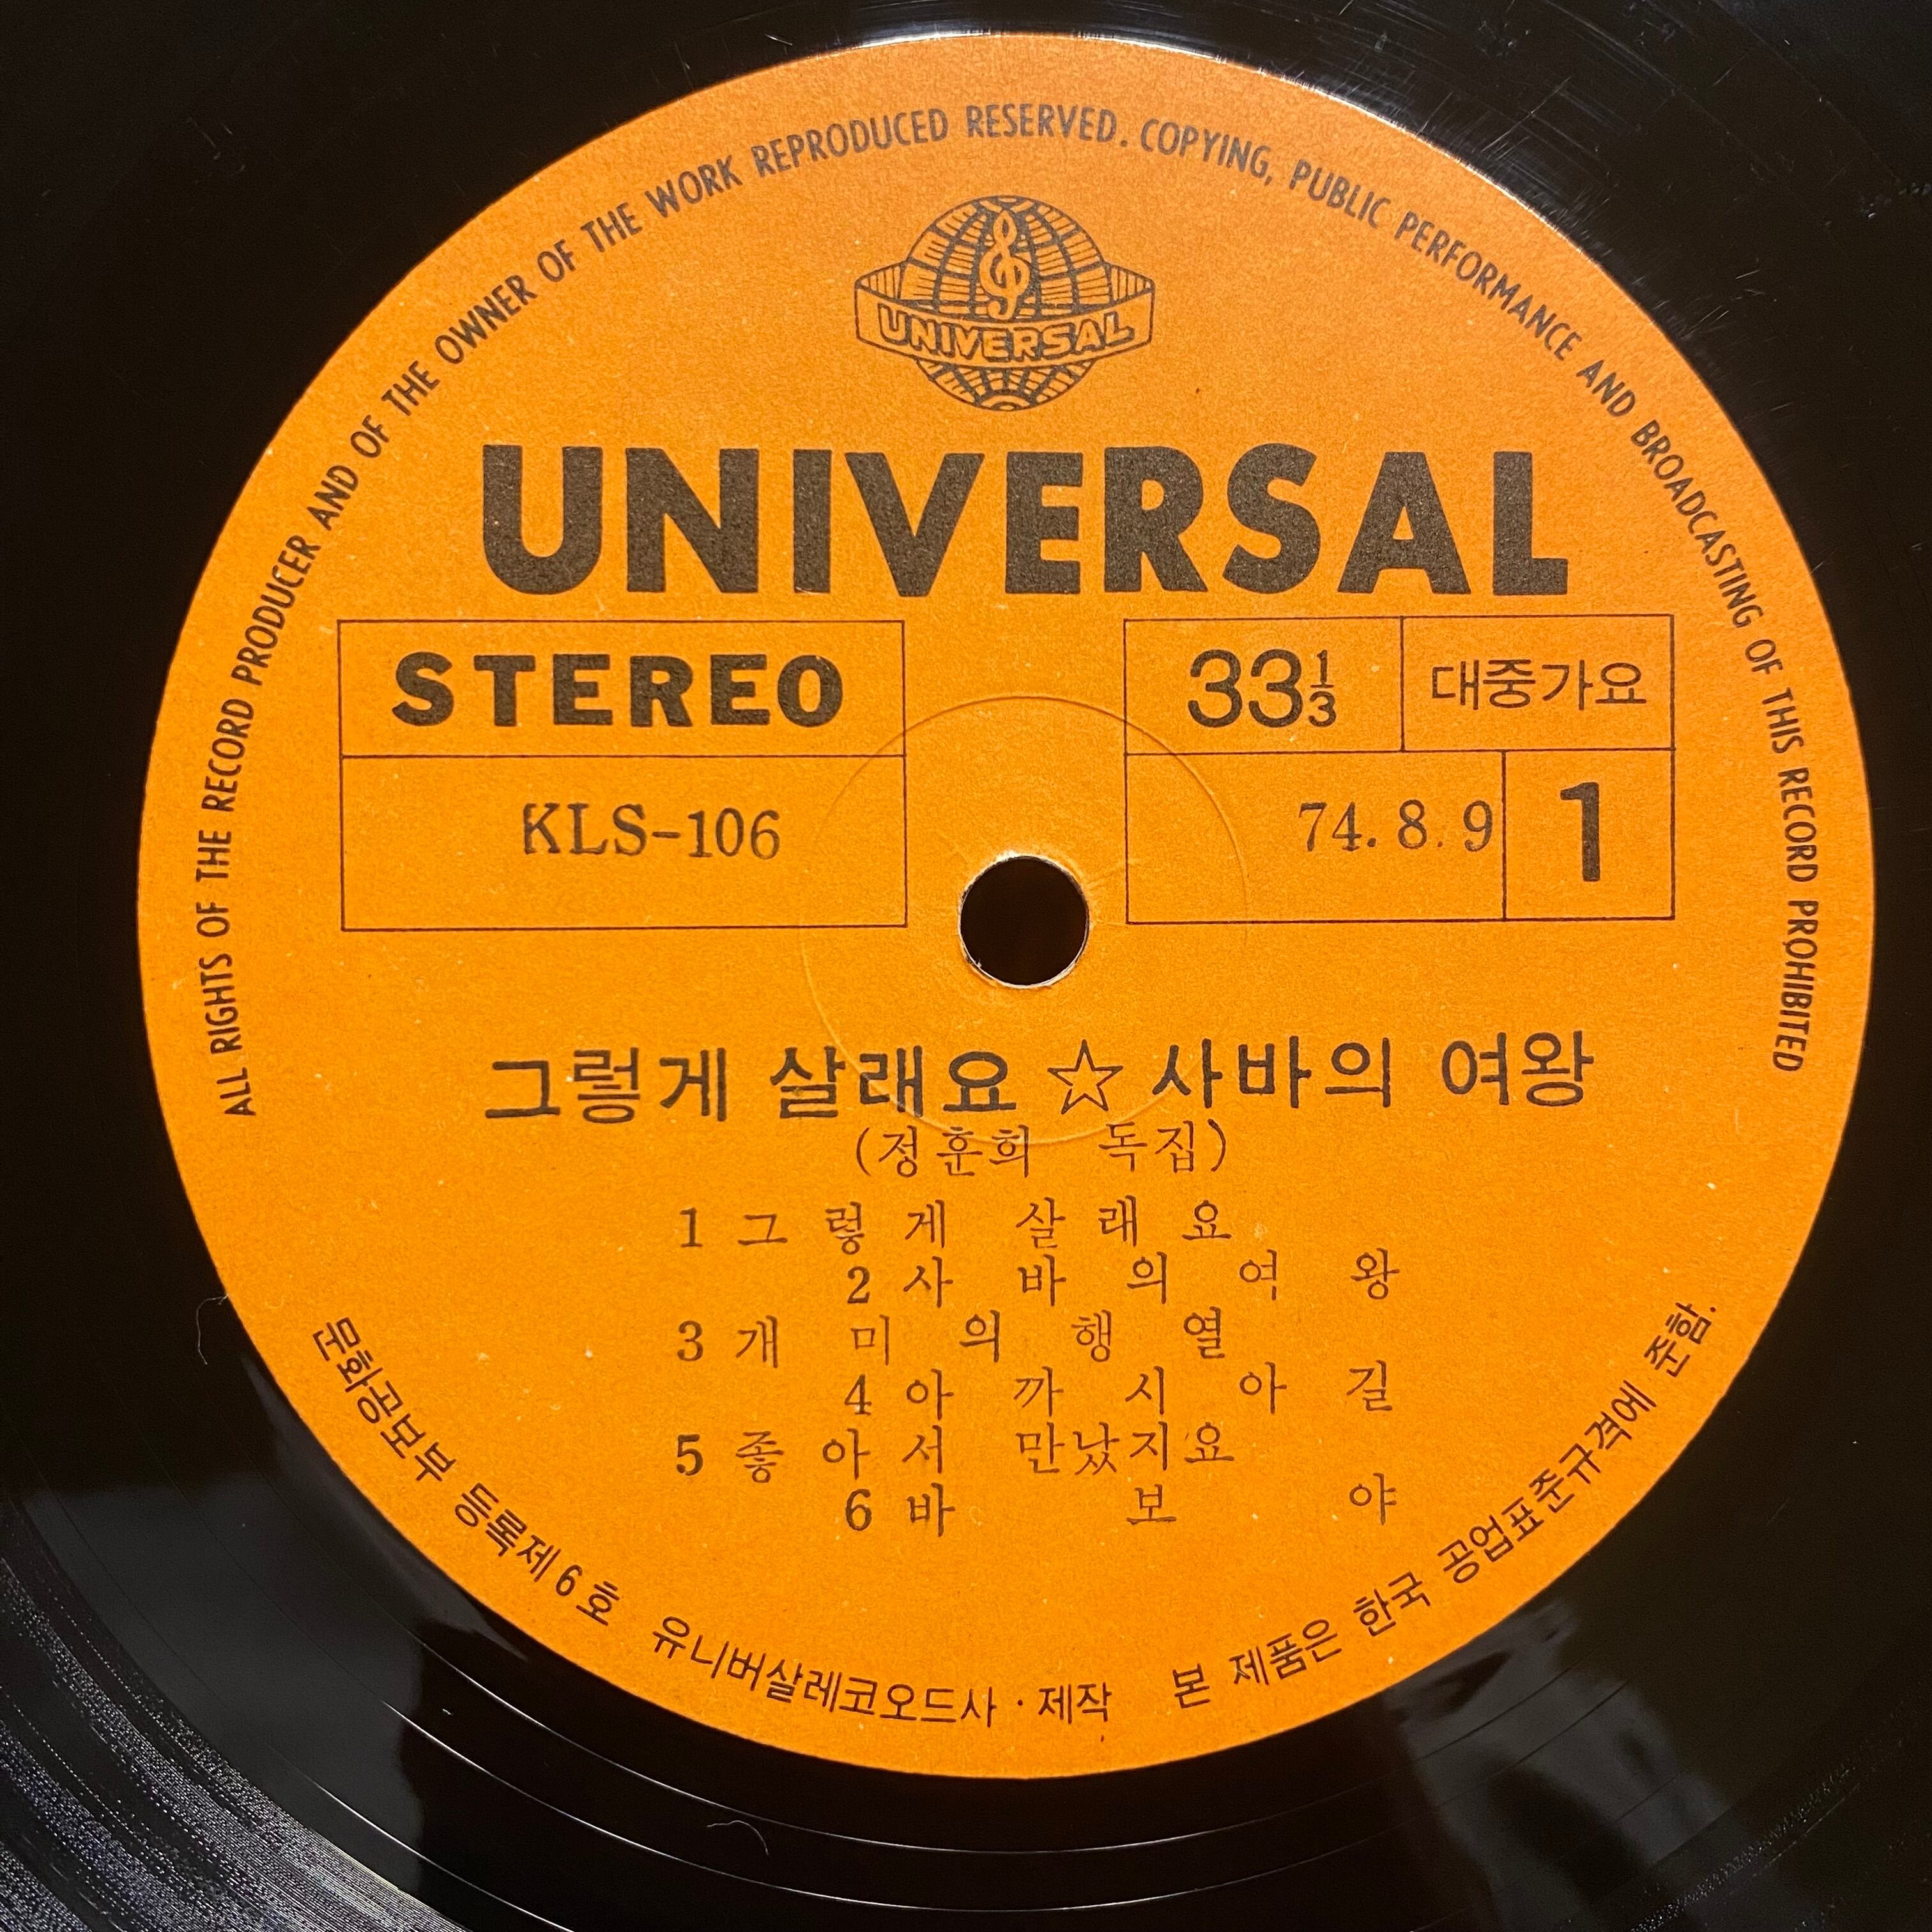 ALL RIGHTS OF THE RECORD PRODUCER AND OF THE OWNER OF THE WORK REPRODUCED RESERVED. COPYING, PUBLIC PERFORMANCE AND BROADCASTING OF THIS RECORD PROHIBITED
UNIVERSAL
UNIVERSAL
STEREO
33⅓ 대중가요
KLS-106
74.8.9 1
그렇게 살래요 ☆ 사바의 여왕
(정훈희 독집)
1 그렇게 살래요
2 사바의 여왕
3 개미의 행열
4 아까시아 길
5 좋아서 만났지요
6 바보야
문화공보부 등록제 6 호 유니버살레코오드사 · 제작 본 제품은 한국 공업표준규격에 준함.